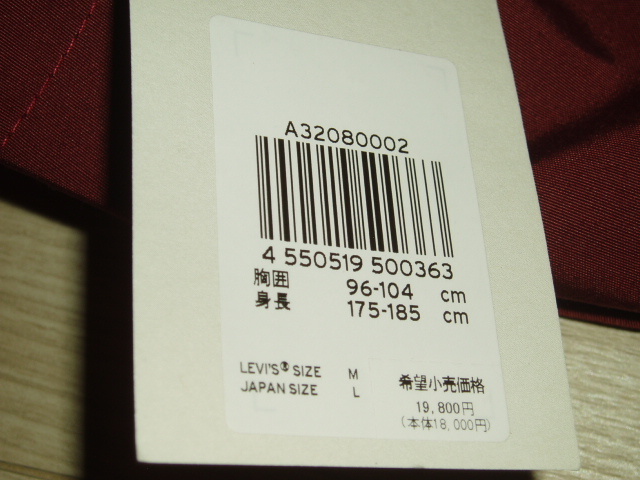 A32080002
4 550519 500363
胸囲 96-104 cm
身長 175-185 cm
LEVI'S® SIZE M
JAPAN SIZE L
希望小売価格
19,800円
(本体18,000円)